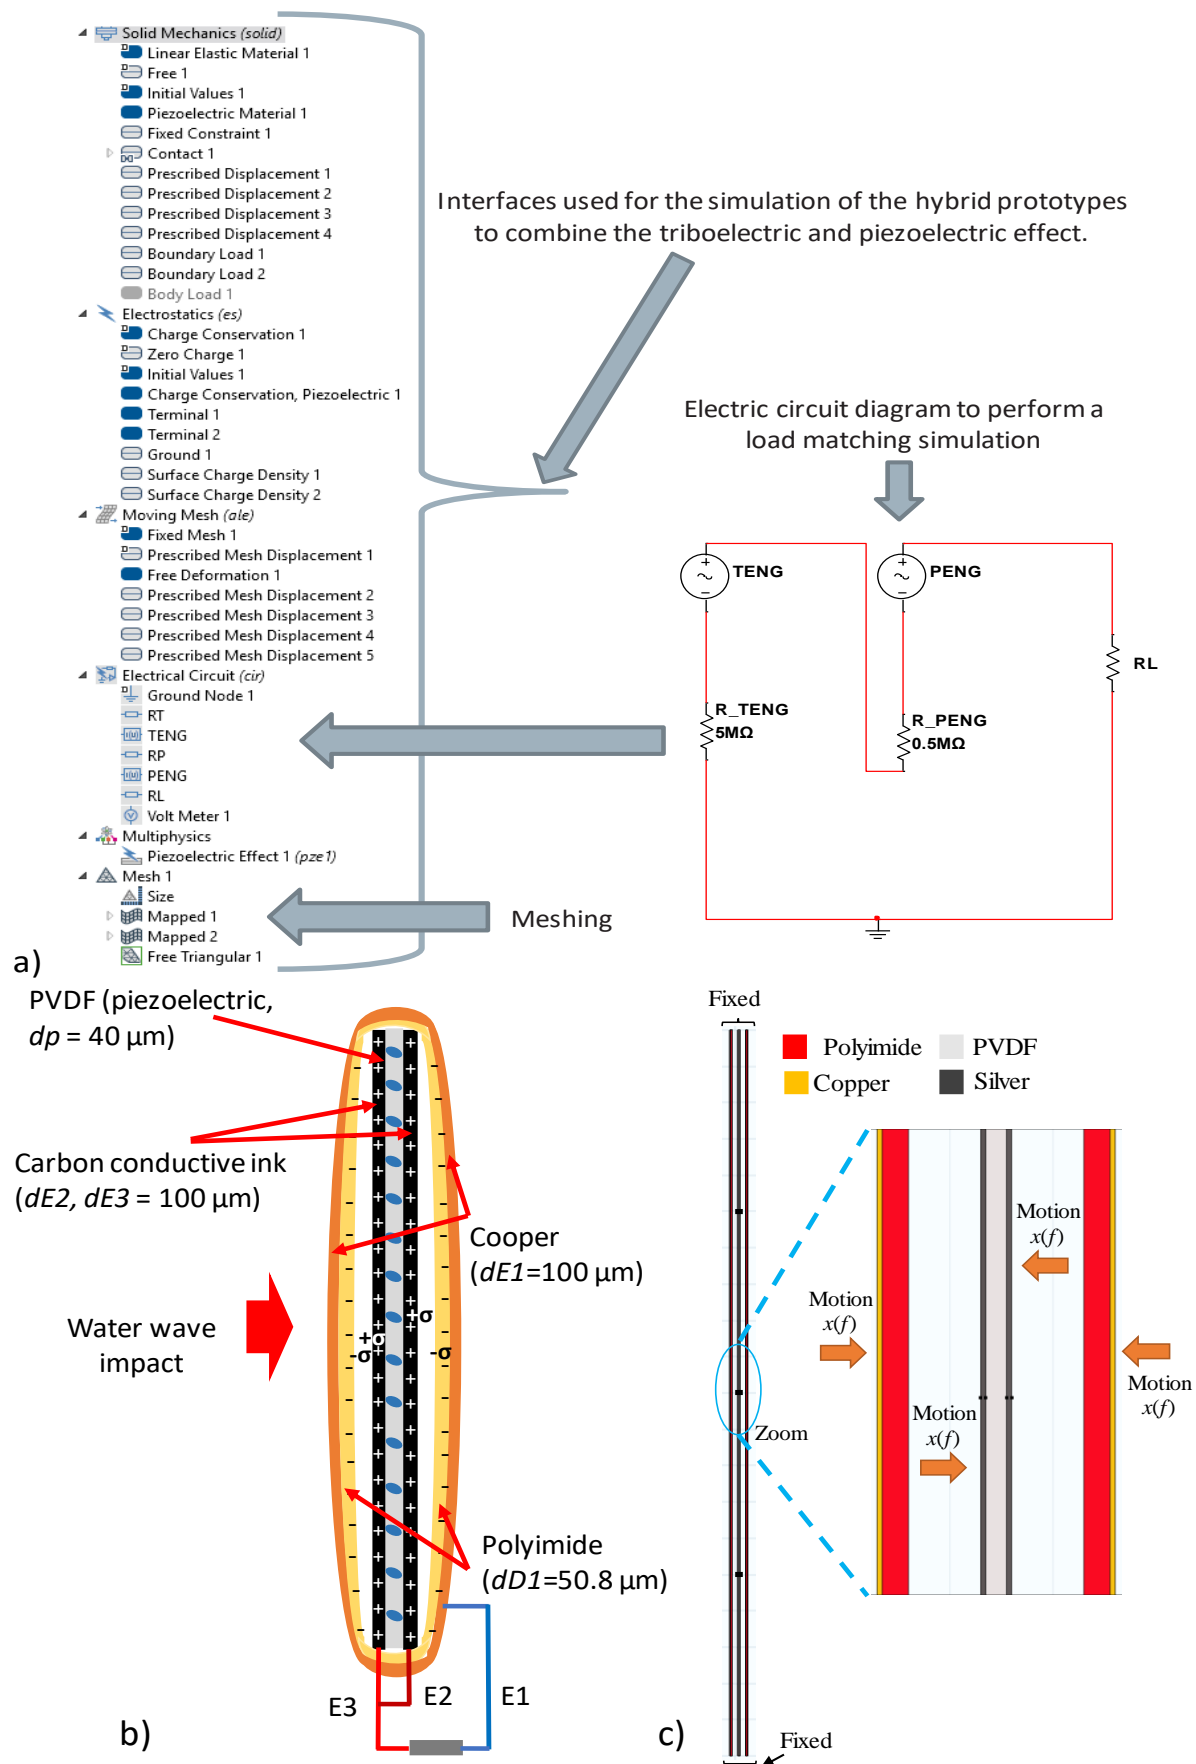 Solid Mechanics (solid)
Linear Elastic Material 1
Free 1
Initial Values 1
Piezoelectric Material 1
Fixed Constraint 1
Contact 1
Prescribed Displacement 1
Prescribed Displacement 2
Prescribed Displacement 3
Prescribed Displacement 4
Boundary Load 1
Boundary Load 2
Body Load 1
Electrostatics (es)
Charge Conservation 1
Zero Charge 1
Initial Values 1
Charge Conservation, Piezoelectric 1
Terminal 1
Terminal 2
Ground 1
Surface Charge Density 1
Surface Charge Density 2
Moving Mesh (ale)
Fixed Mesh 1
Prescribed Mesh Displacement 1
Free Deformation 1
Prescribed Mesh Displacement 2
Prescribed Mesh Displacement 3
Prescribed Mesh Displacement 4
Prescribed Mesh Displacement 5
Electrical Circuit (cir)
Ground Node 1
RT
TENG
RP
PENG
RL
Volt Meter 1
Multiphysics
Piezoelectric Effect 1 (pze1)
Mesh 1
Size
Mapped 1
Mapped 2
Free Triangular 1
Interfaces used for the simulation of the hybrid prototypes
to combine the triboelectric and piezoelectric effect.
Electric circuit diagram to perform a
load matching simulation
TENG
PENG
RL
R_TENG
5MΩ
R_PENG
0.5MΩ
Meshing
a)
PVDF (piezoelectric,
dp = 40 µm)
Carbon conductive ink
(dE2, dE3 = 100 µm)
Cooper
(dE1=100 µm)
Water wave
impact
+σ
-σ
+σ
-σ
Polyimide
(dD1=50.8 µm)
E3
E2
E1
b)
Fixed
Polyimide
PVDF
Copper
Silver
Motion
x(f)
Motion
x(f)
Motion
x(f)
Motion
x(f)
Zoom
Fixed
c)